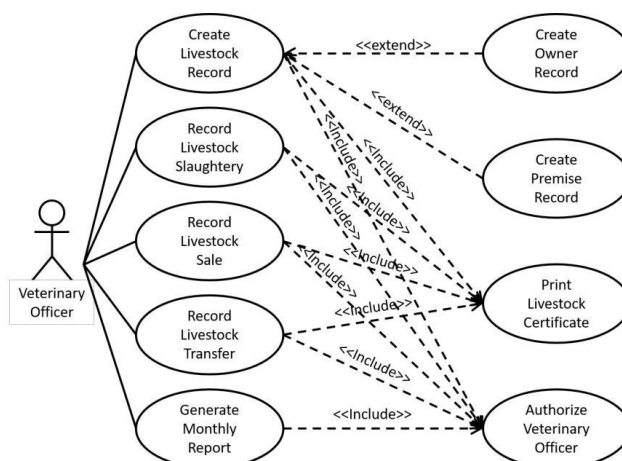 Create
Livestock
Record
<<extend>>
Create
Owner
Record
<<extend>>
<<Include>>
<<Include>>
Record
Livestock
Slaughtery
Create
Premise
Record
<<Include>>
<<Include>>
Record
Livestock
Sale
<<Include>>
<<Include>>
Veterinary
Officer
Print
Livestock
Certificate
<<Include>>
Record
Livestock
Transfer
<<Include>>
Generate
Monthly
Report
<<Include>>
Authorize
Veterinary
Officer